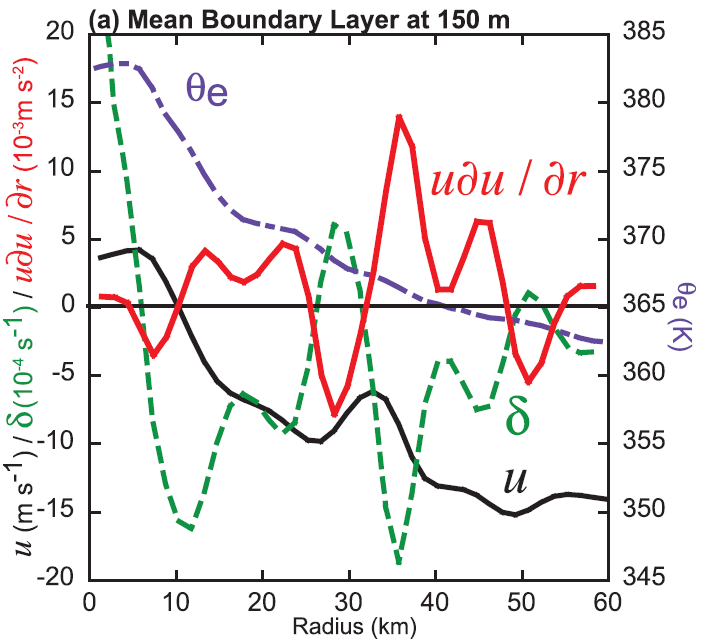 (a) Mean Boundary Layer at 150 m
u (m s⁻¹) / δ (10⁻⁴ s⁻¹) / u∂u / ∂r (10⁻³m s⁻²)
20
15
10
5
0
-5
-10
-15
-20
θe
u∂u / ∂r
δ
u
385
380
375
370
365
360
355
350
345
θe (K)
0 10 20 30 40 50 60
Radius (km)